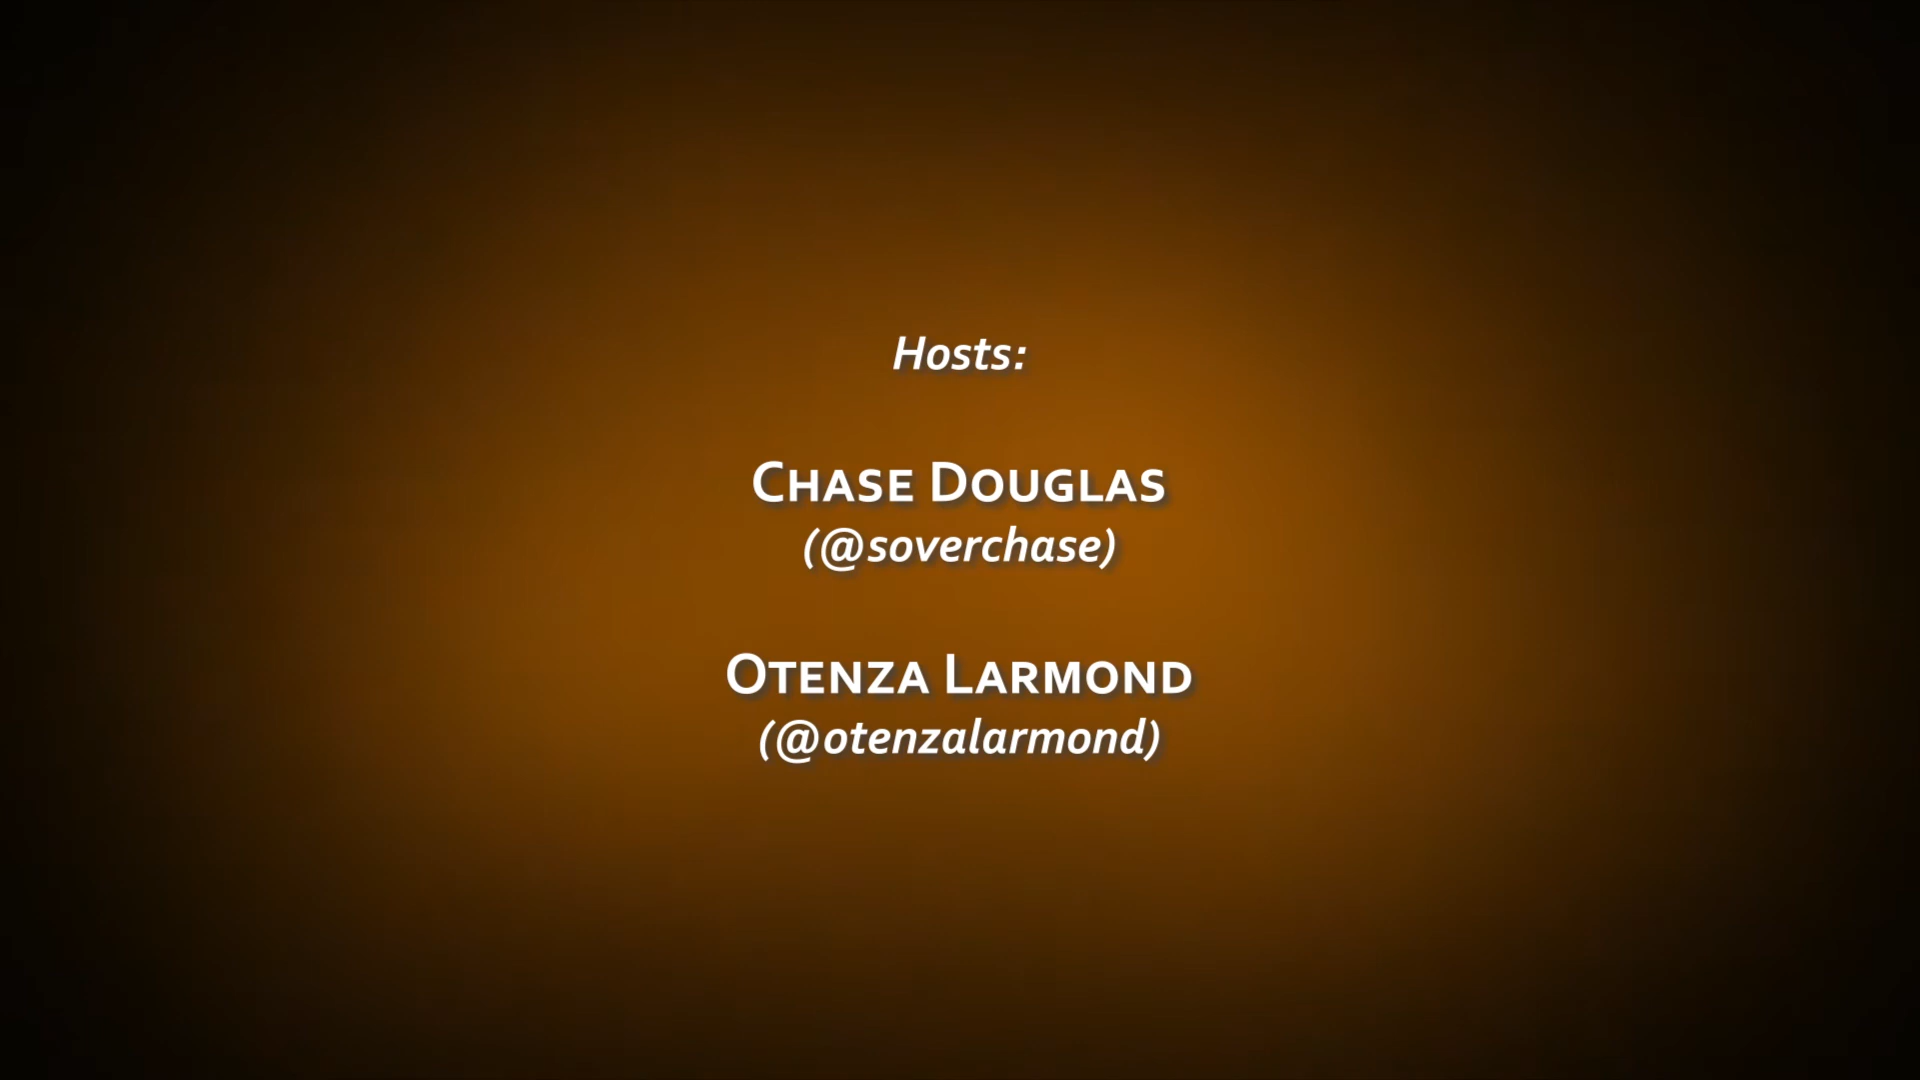 Hosts:
Chase Douglas
(@soverchase)
Otenza Larmond
(@otenzalarmond)